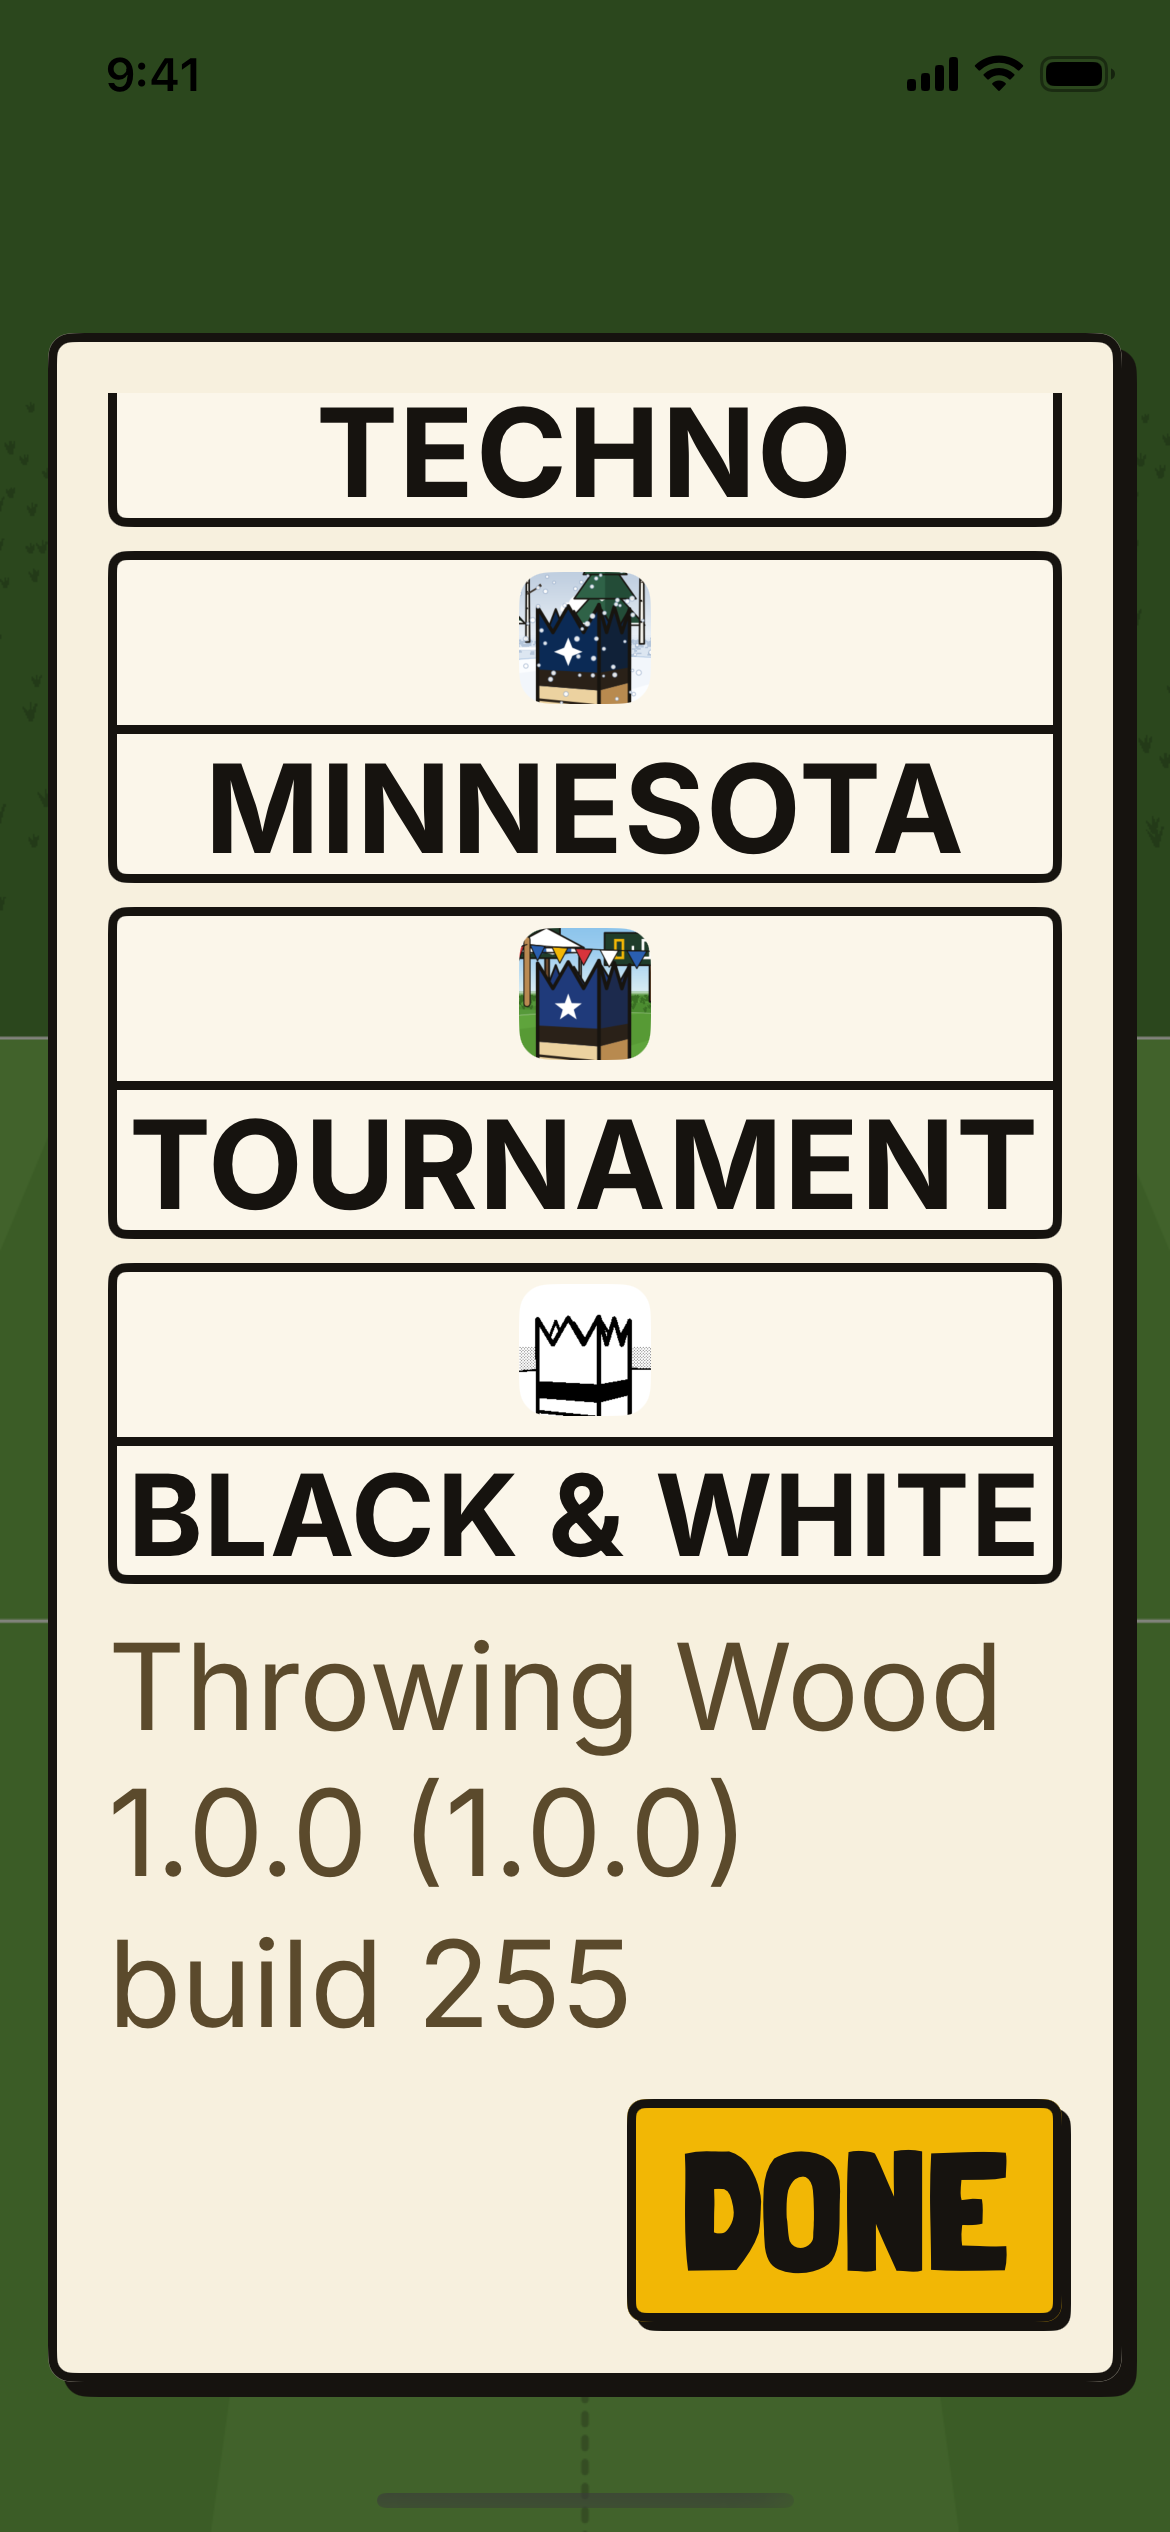 9:41
TECHNO
MINNESOTA
TOURNAMENT
BLACK & WHITE
Throwing Wood
1.0.0 (1.0.0)
build 255
DONE